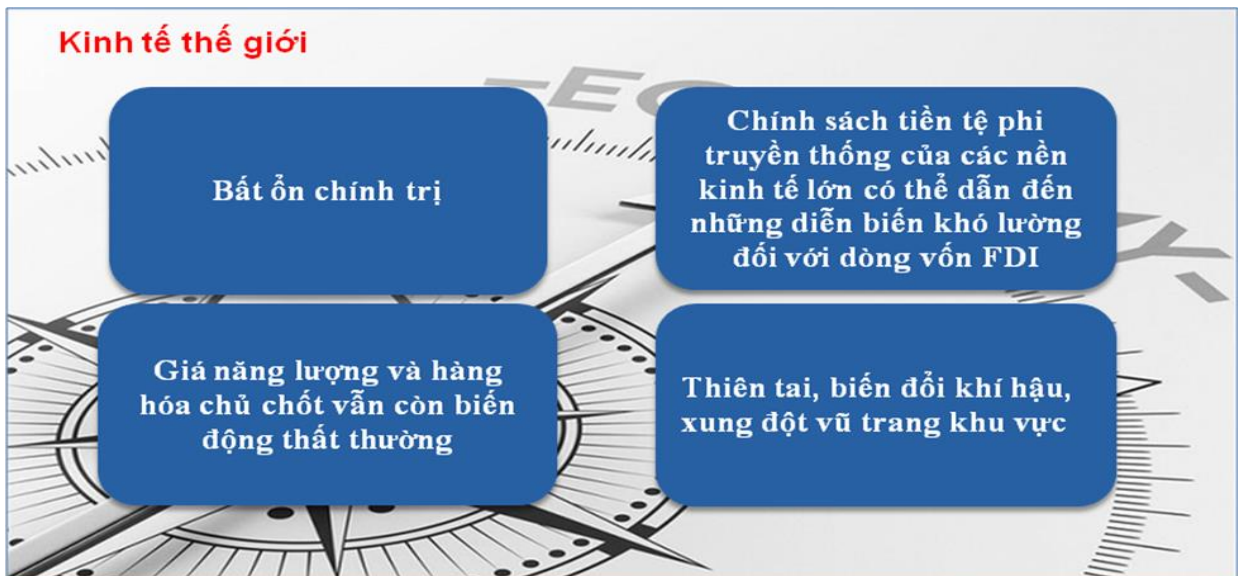 Kinh tế thế giới
Bất ổn chính trị
Chính sách tiền tệ phi
truyền thống của các nền
kinh tế lớn có thể dẫn đến
những diễn biến khó lường
đối với dòng vốn FDI
Giá năng lượng và hàng
hóa chủ chốt vẫn còn biến
động thất thường
Thiên tai, biến đổi khí hậu,
xung đột vũ trang khu vực